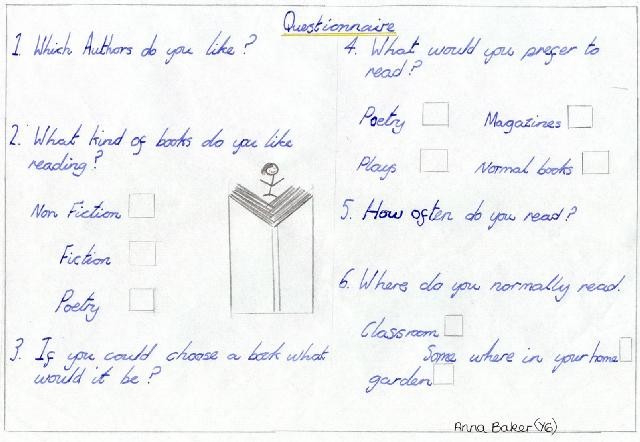 Questionnaire
1. Which Authors do you like?
2. What kind of books do you like
reading?
Non Fiction
Fiction
Poetry
3. If you could choose a book what
would it be?
4. What would you prefer to
read?
Poetry Magazines
Plays Normal books
5. How often do you read?
6. Where do you normally read.
Classroom
Some where in your home
garden
Anna Baker (Y6)